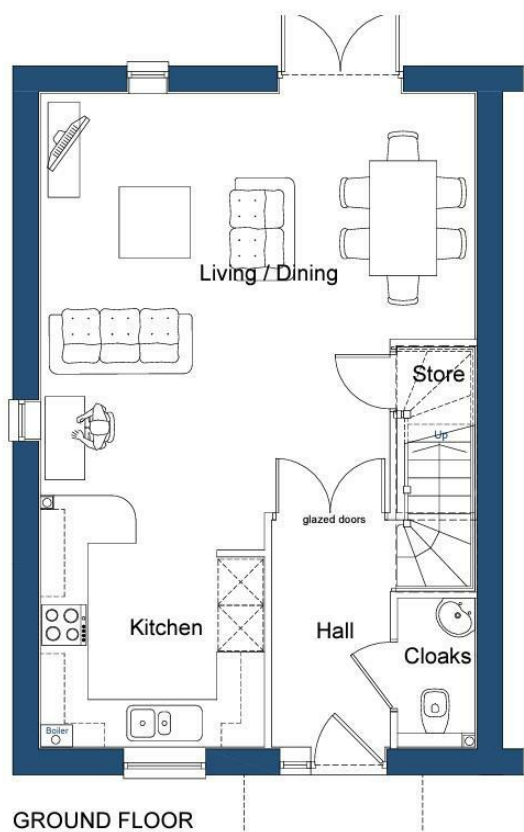 Living / Dining
Store
Up
glazed doors
Kitchen
Hall
Cloaks
Boiler
GROUND FLOOR